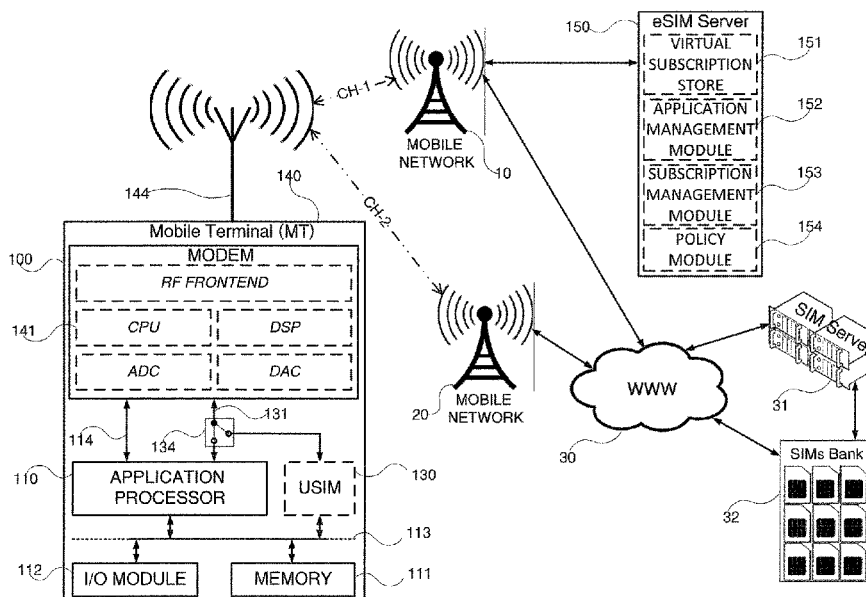 eSIM Server
150
VIRTUAL
SUBSCRIPTION
STORE
151
APPLICATION
MANAGEMENT
MODULE
152
SUBSCRIPTION
MANAGEMENT
MODULE
153
POLICY
MODULE
154
CH-1
MOBILE
NETWORK
10
144
140
CH-2
Mobile Terminal (MT)
100
MODEM
RF FRONTEND
141
CPU
DSP
ADC
DAC
20
MOBILE
NETWORK
WWW
30
SIM Server
31
114
134
131
110
APPLICATION
PROCESSOR
USIM
130
SIMs Bank
32
113
112
I/O MODULE
MEMORY
111